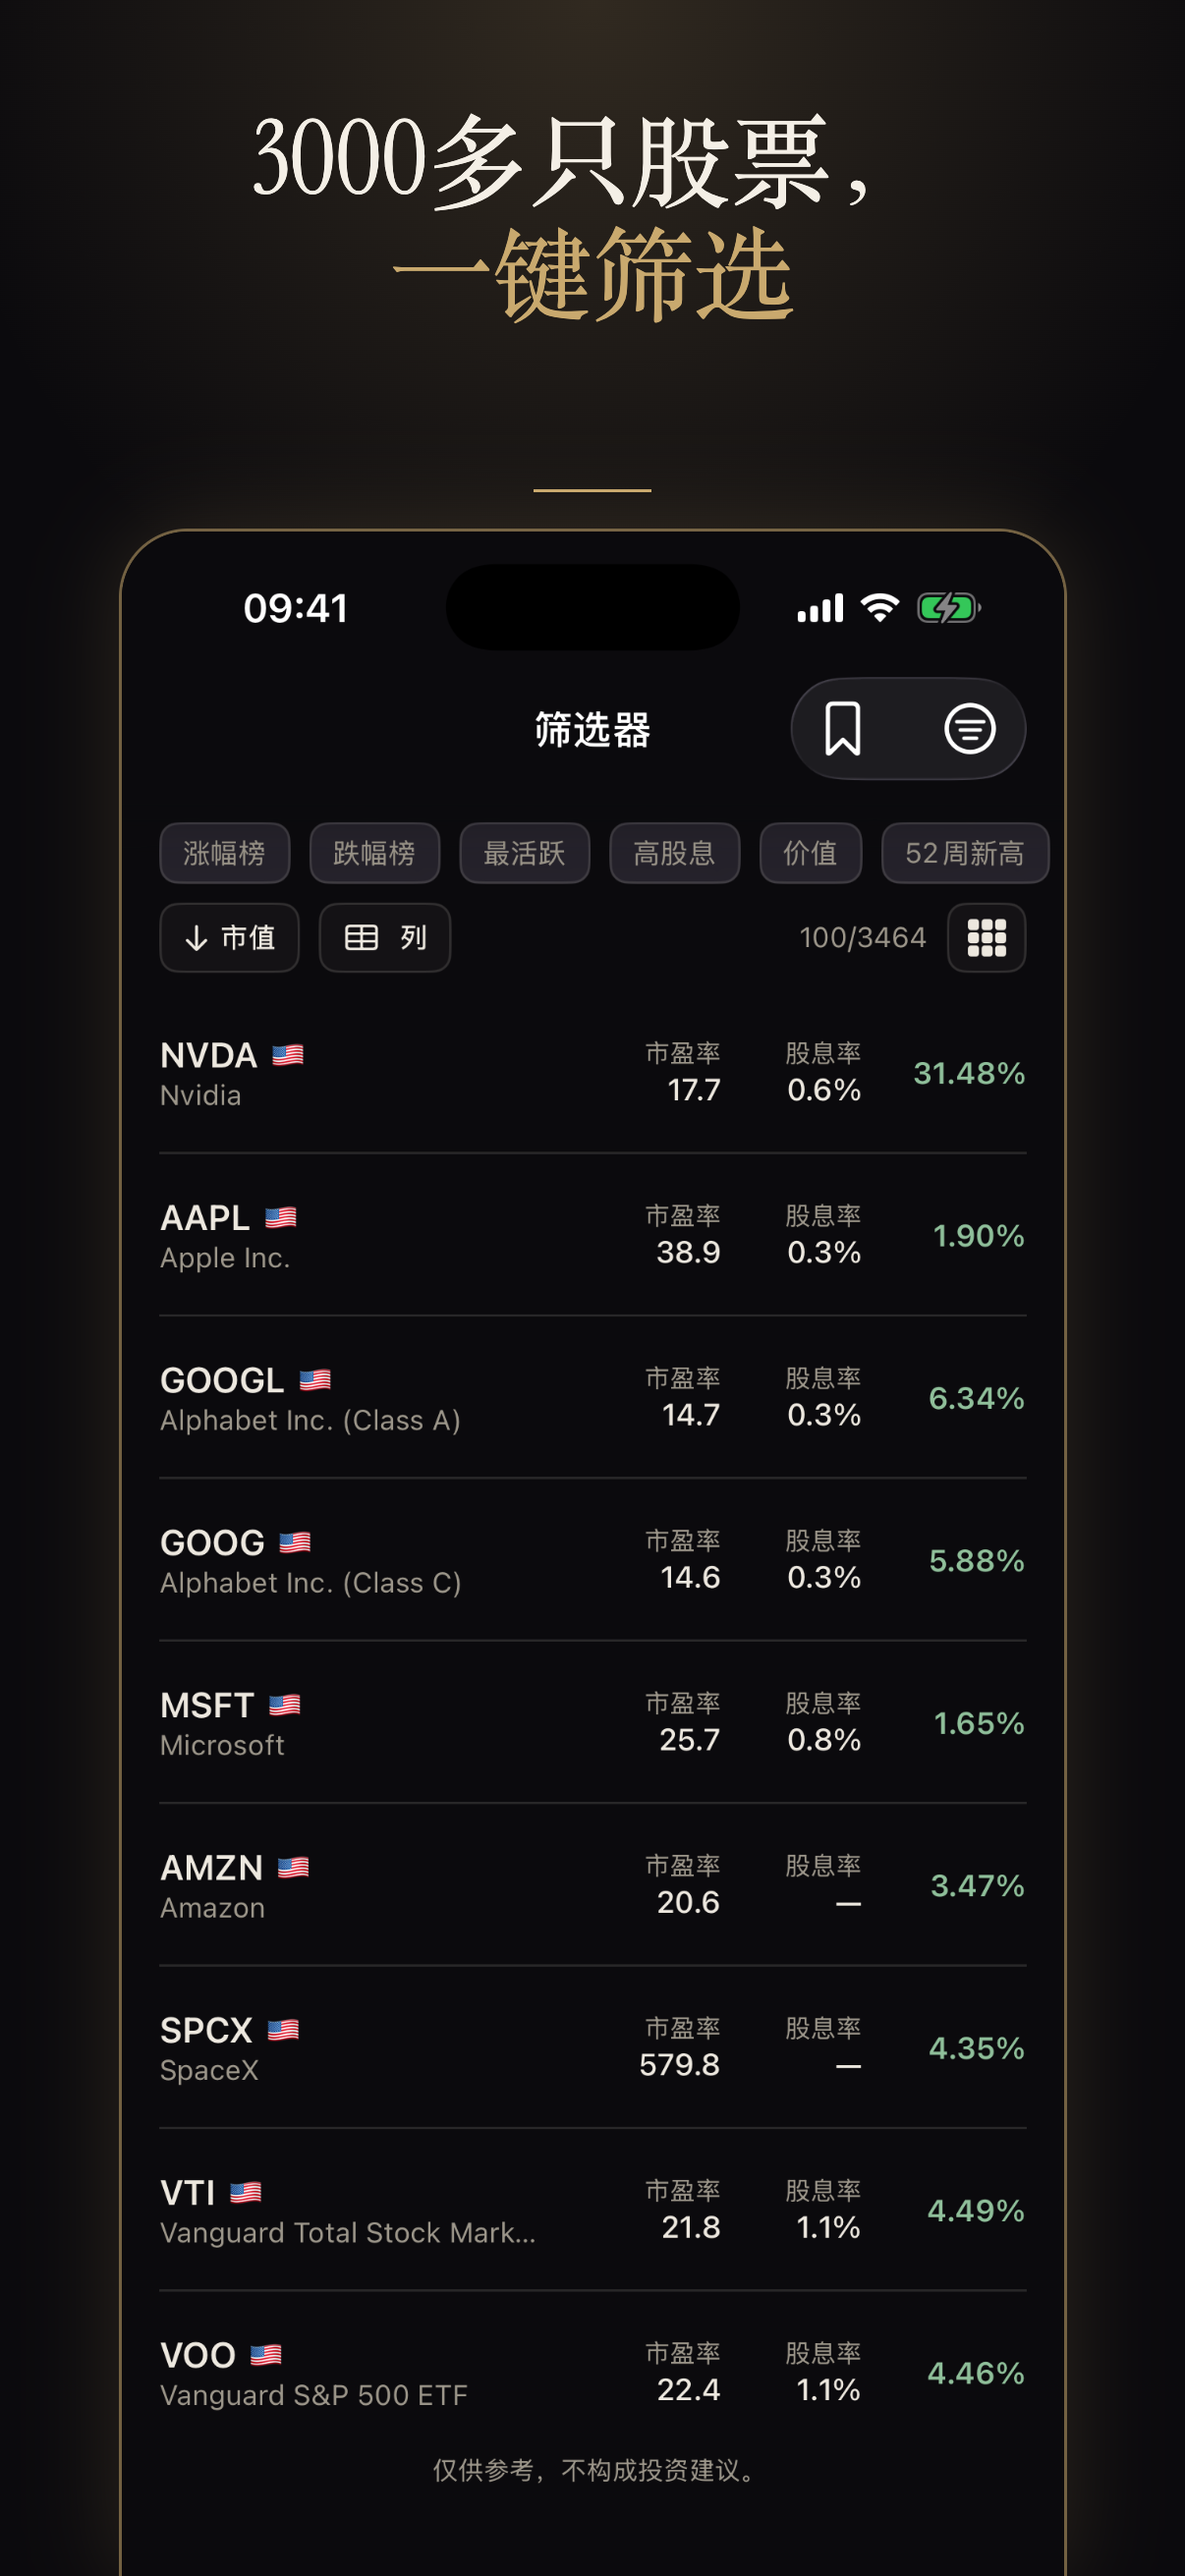 3000多只股票，
一键筛选
09:41
筛选器
涨幅榜 跌幅榜 最活跃 高股息 价值 52周新高
市值 列 100/3464
NVDA 市盈率 股息率 31.48%
Nvidia 17.7 0.6%
AAPL 市盈率 股息率 1.90%
Apple Inc. 38.9 0.3%
GOOGL 市盈率 股息率 6.34%
Alphabet Inc. (Class A) 14.7 0.3%
GOOG 市盈率 股息率 5.88%
Alphabet Inc. (Class C) 14.6 0.3%
MSFT 市盈率 股息率 1.65%
Microsoft 25.7 0.8%
AMZN 市盈率 股息率 3.47%
Amazon 20.6 —
SPCX 市盈率 股息率 4.35%
SpaceX 579.8 —
VTI 市盈率 股息率 4.49%
Vanguard Total Stock Mark... 21.8 1.1%
VOO 市盈率 股息率 4.46%
Vanguard S&P 500 ETF 22.4 1.1%
仅供参考，不构成投资建议。